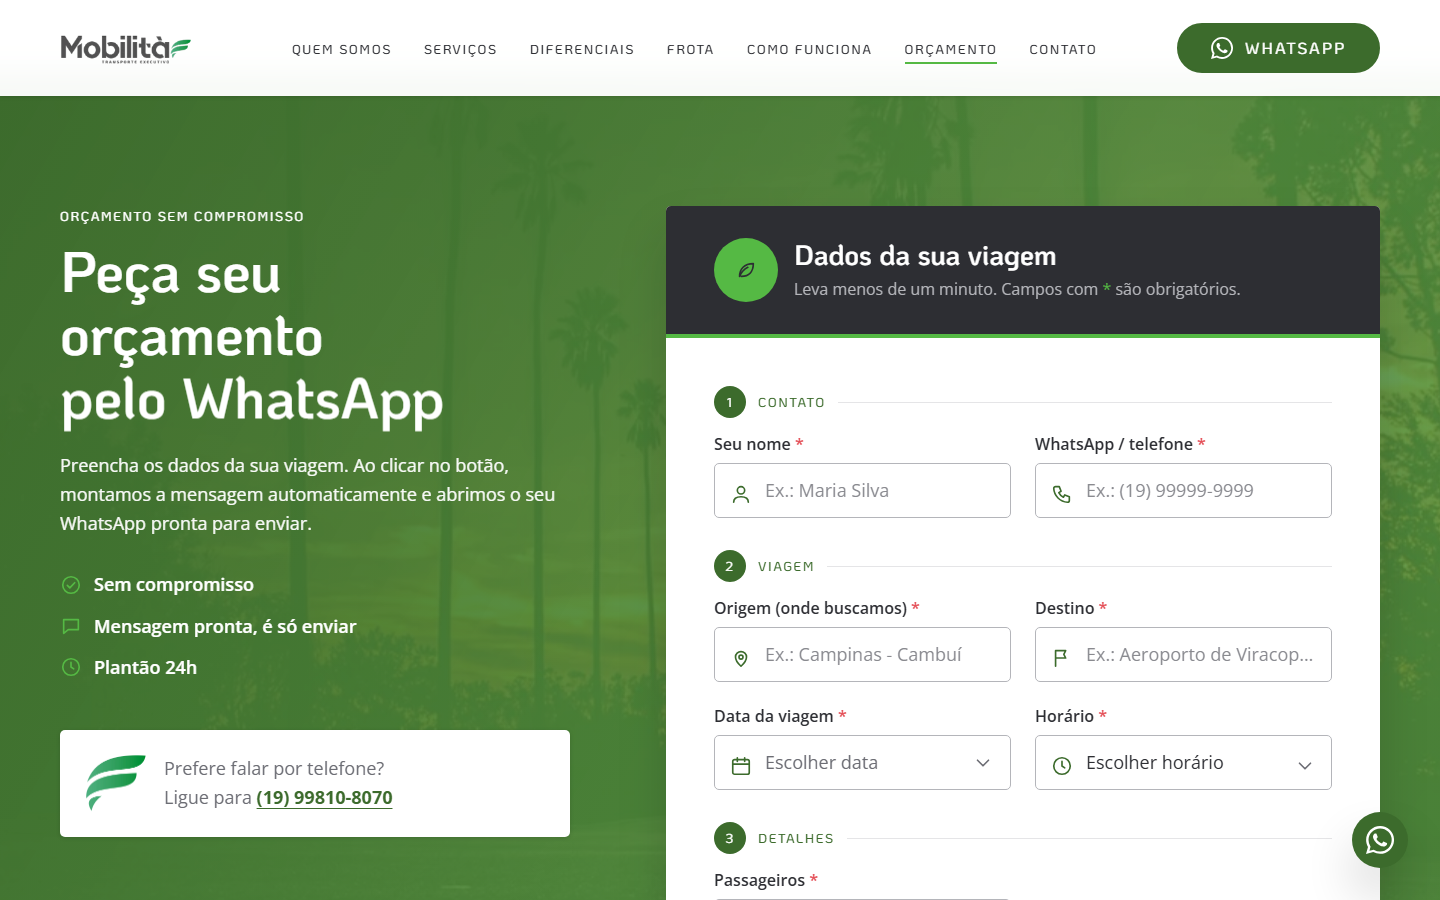 Mobilità
TRANSPORTE EXECUTIVO
QUEM SOMOS
SERVIÇOS
DIFERENCIAIS
FROTA
COMO FUNCIONA
ORÇAMENTO
CONTATO
WHATSAPP
ORÇAMENTO SEM COMPROMISSO
Peça seu
orçamento
pelo WhatsApp
Preencha os dados da sua viagem. Ao clicar no botão,
montamos a mensagem automaticamente e abrimos o seu
WhatsApp pronta para enviar.
Sem compromisso
Mensagem pronta, é só enviar
Plantão 24h
Prefere falar por telefone?
Ligue para (19) 99810-8070
Dados da sua viagem
Leva menos de um minuto. Campos com * são obrigatórios.
1 CONTATO
Seu nome *
Ex.: Maria Silva
WhatsApp / telefone *
Ex.: (19) 99999-9999
2 VIAGEM
Origem (onde buscamos) *
Ex.: Campinas - Cambuí
Destino *
Ex.: Aeroporto de Viracop...
Data da viagem *
Escolher data
Horário *
Escolher horário
3 DETALHES
Passageiros *